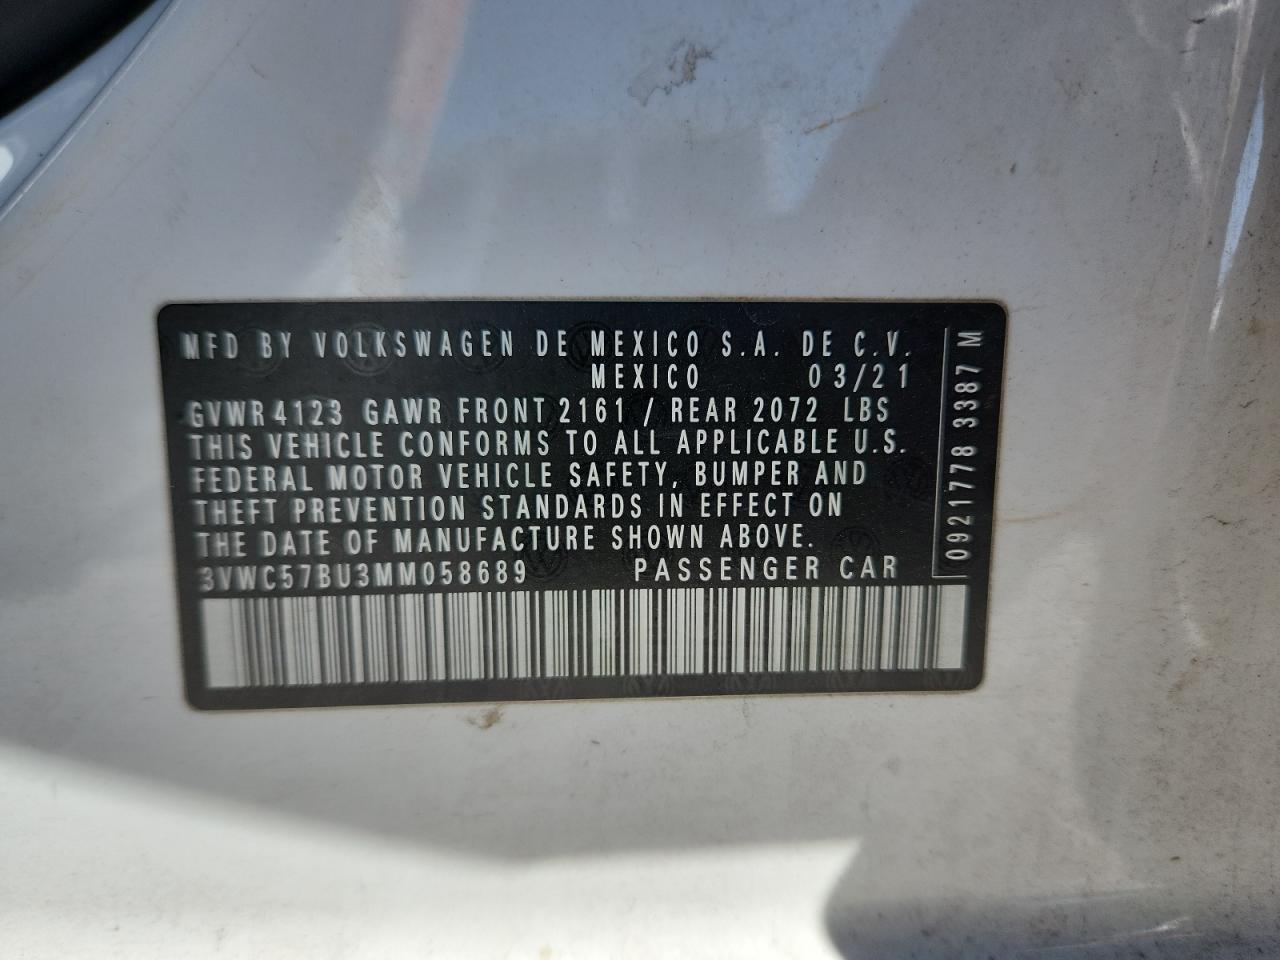 MFD BY VOLKSWAGEN DE MEXICO S.A. DE C.V.
MEXICO 03/21
GVWR 4123 GAWR FRONT 2161 / REAR 2072 LBS
THIS VEHICLE CONFORMS TO ALL APPLICABLE U.S.
FEDERAL MOTOR VEHICLE SAFETY, BUMPER AND
THEFT PREVENTION STANDARDS IN EFFECT ON
THE DATE OF MANUFACTURE SHOWN ABOVE.
3VWC57BU3MM058689 PASSENGER CAR
0921778 3387 M